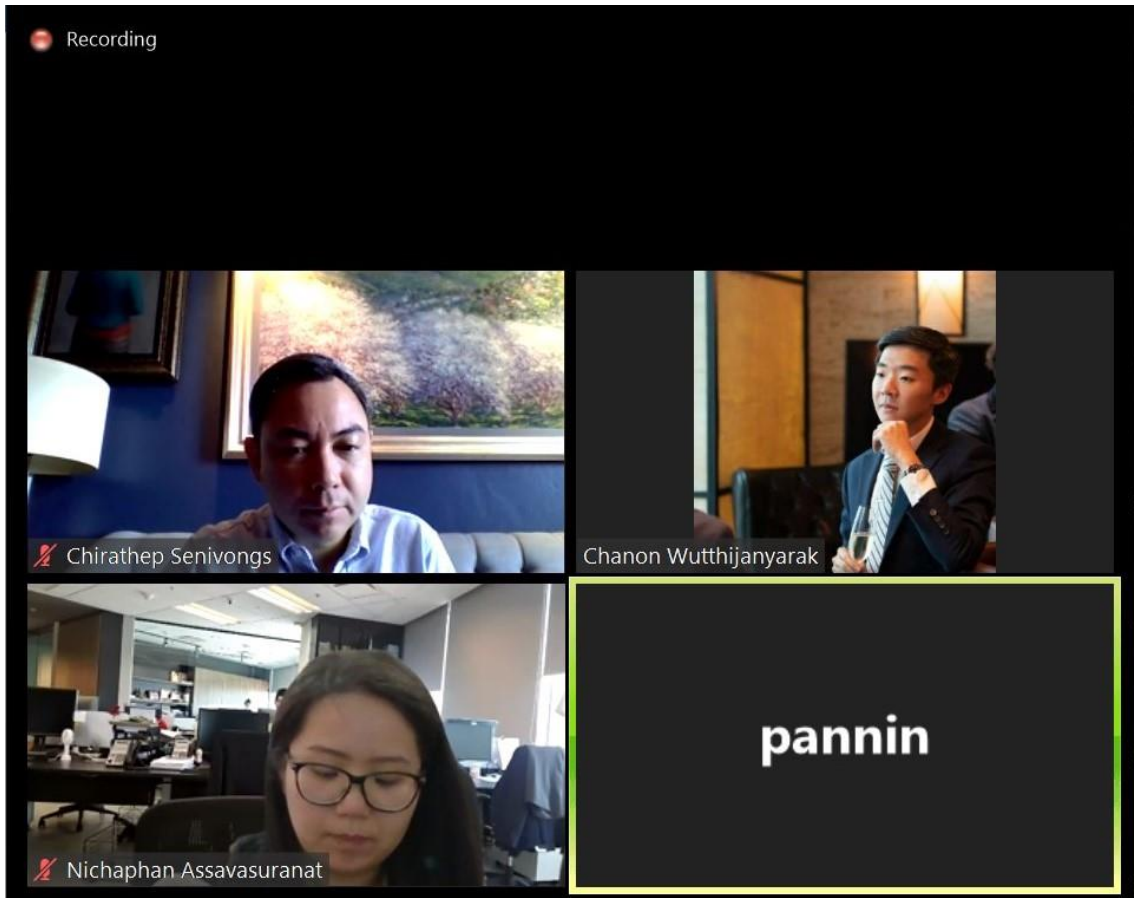 Recording
Chirathep Senivongs
Chanon Wutthijanyarak
Nichaphan Assavasuranat
pannin